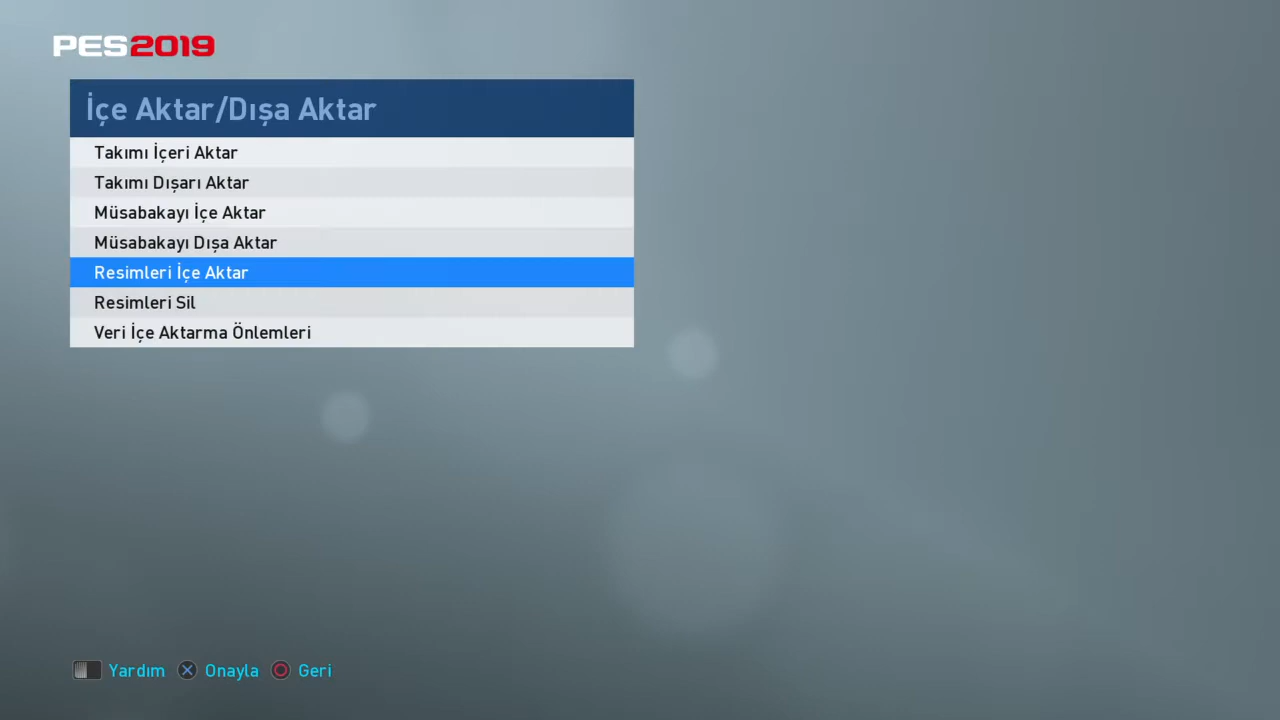 PES2019
İçe Aktar/Dışa Aktar
Takımı İçeri Aktar
Takımı Dışarı Aktar
Müsabakayı İçe Aktar
Müsabakayı Dışa Aktar
Resimleri İçe Aktar
Resimleri Sil
Veri İçe Aktarma Önlemleri
Yardım Onayla Geri